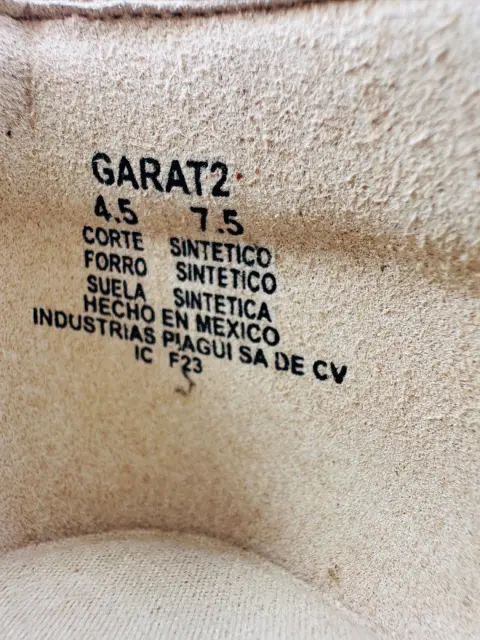 GARAT2
4.5 7.5
CORTE SINTETICO
FORRO SINTETICO
SUELA SINTETICA
HECHO EN MEXICO
INDUSTRIAS PIAGUI SA DE CV
IC F23